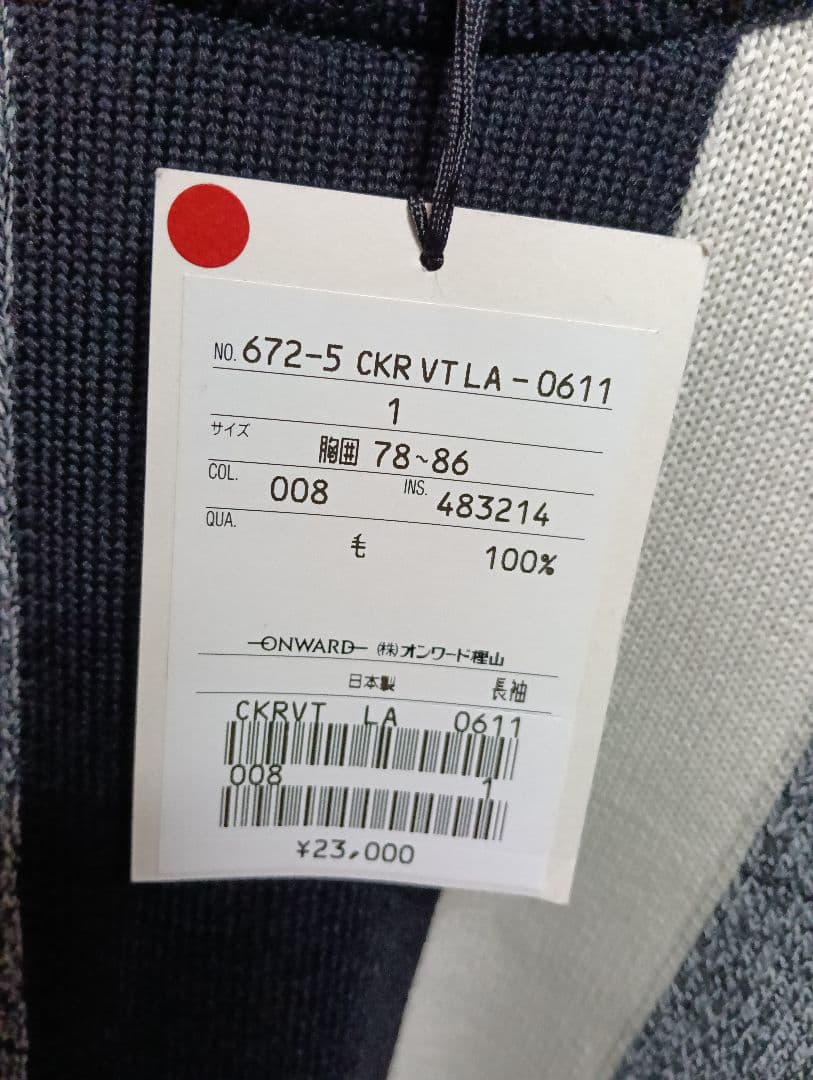 NO. 672-5 CKR VT LA - 0611
1
サイズ 胸囲 78~86
COL. 008 INS. 483214
QUA. 毛 100%
ONWARD (株)オンワード樫山
日本製 長袖
CKRVT LA 0611
008 1
¥23,000